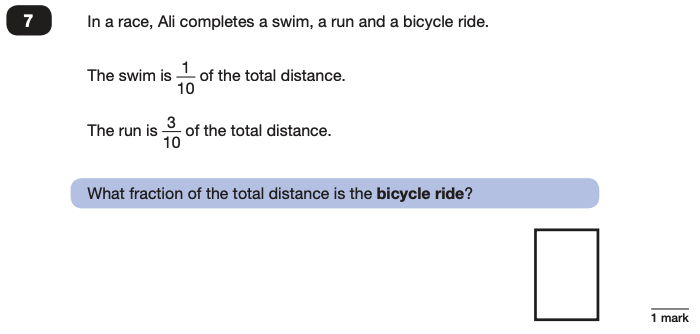 7
In a race, Ali completes a swim, a run and a bicycle ride.
The swim is 1/10 of the total distance.
The run is 3/10 of the total distance.
What fraction of the total distance is the bicycle ride?
1 mark